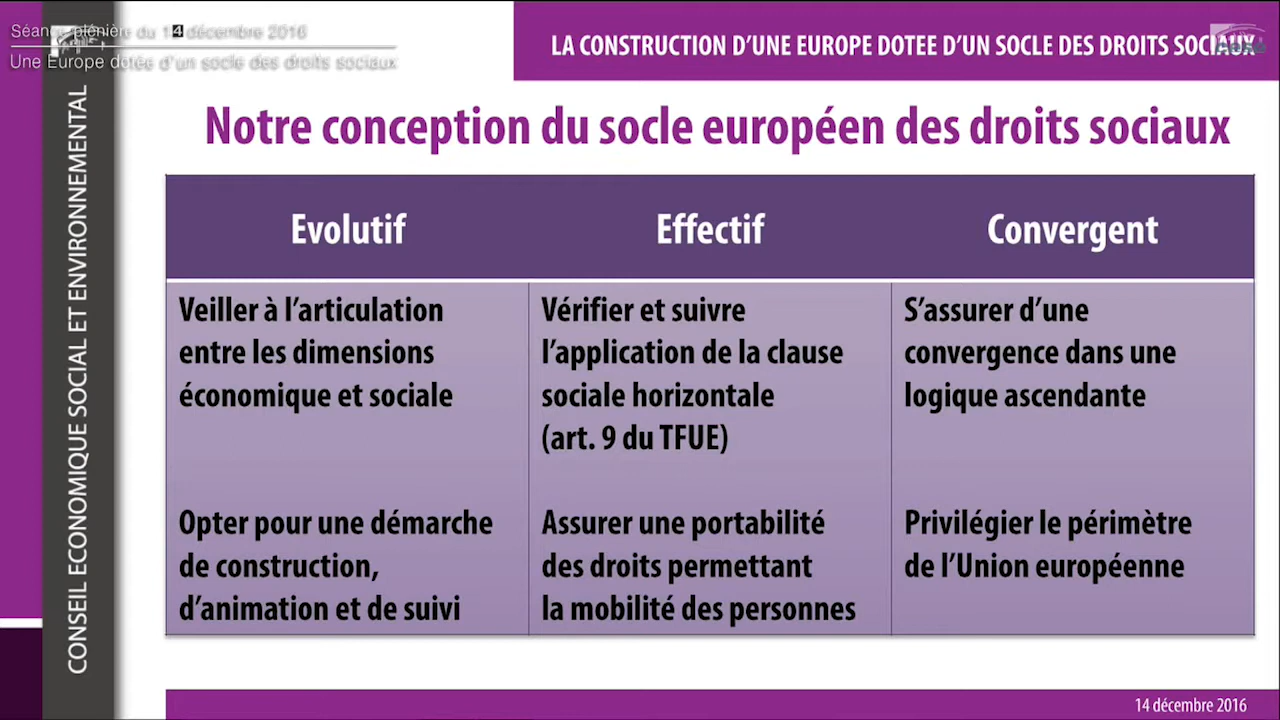 Séance plénière du 14 décembre 2016
Une Europe dotée d'un socle des droits sociaux
LA CONSTRUCTION D'UNE EUROPE DOTEE D'UN SOCLE DES DROITS SOCIAUX
CONSEIL ECONOMIQUE SOCIAL ET ENVIRONNEMENTAL
Notre conception du socle européen des droits sociaux
Evolutif
Veiller à l'articulation
entre les dimensions
économique et sociale
Opter pour une démarche
de construction,
d'animation et de suivi
Effectif
Vérifier et suivre
l'application de la clause
sociale horizontale
(art. 9 du TFUE)
Assurer une portabilité
des droits permettant
la mobilité des personnes
Convergent
S'assurer d'une
convergence dans une
logique ascendante
Privilégier le périmètre
de l'Union européenne
14 décembre 2016